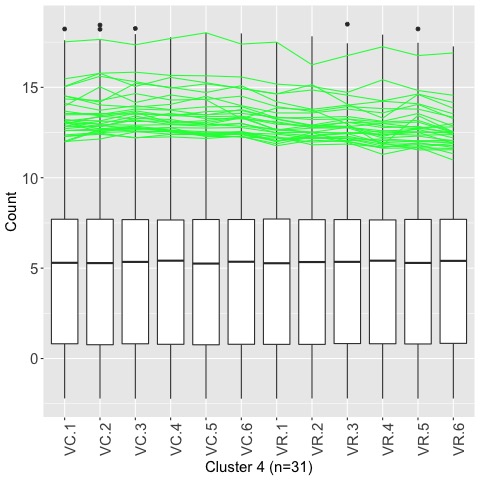 Count
15
10
5
0
VC.1
VC.2
VC.3
VC.4
VC.5
VC.6
VR.1
VR.2
VR.3
VR.4
VR.5
VR.6
Cluster 4 (n=31)